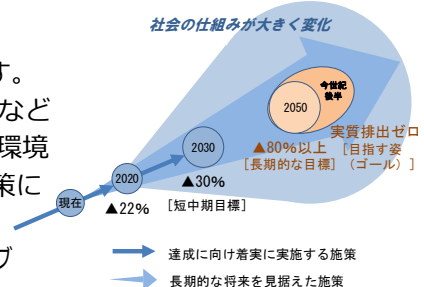 社会の仕組みが大きく変化
す。
など
環境
策に
ブ
今世紀
後半
2050
実質排出ゼロ
▲80%以上
[目指す姿
[長期的な目標]
(ゴール)]
2030
▲30%
[短中期目標]
2020
▲22%
現在
達成に向け着実に実施する施策
長期的な将来を見据えた施策